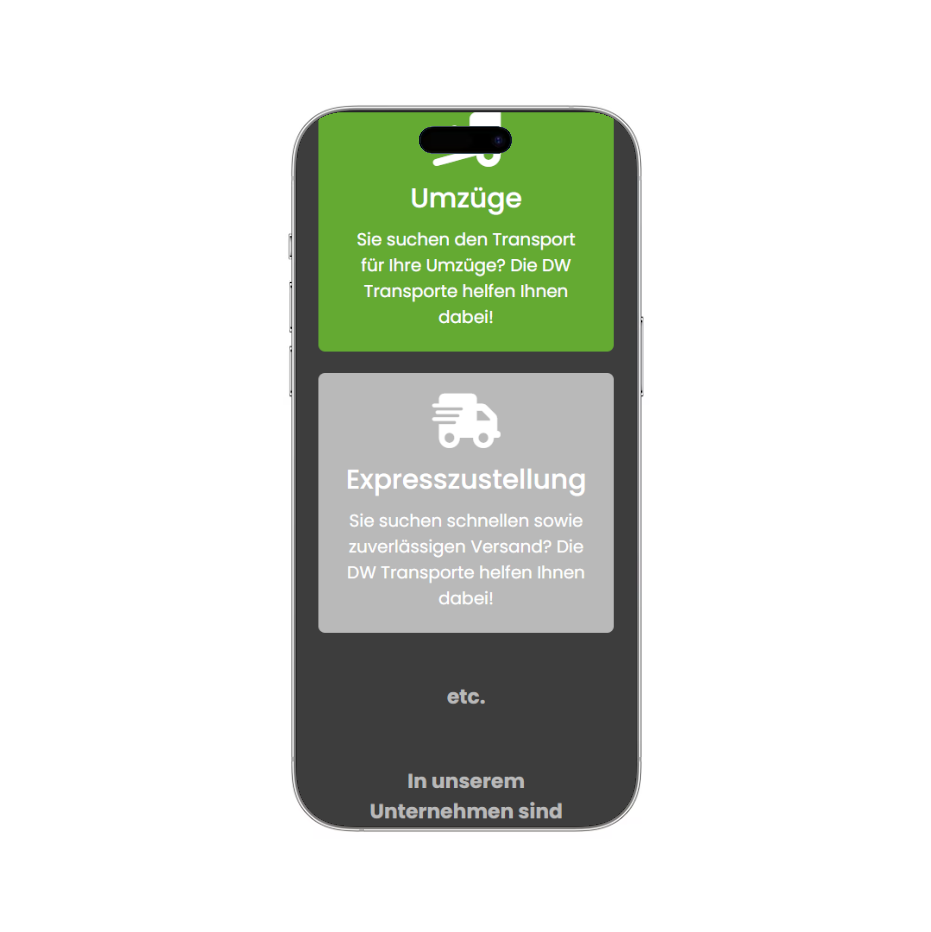 Umzüge
Sie suchen den Transport
für Ihre Umzüge? Die DW
Transporte helfen Ihnen
dabei!
Expresszustellung
Sie suchen schnellen sowie
zuverlässigen Versand? Die
DW Transporte helfen Ihnen
dabei!
etc.
In unserem
Unternehmen sind